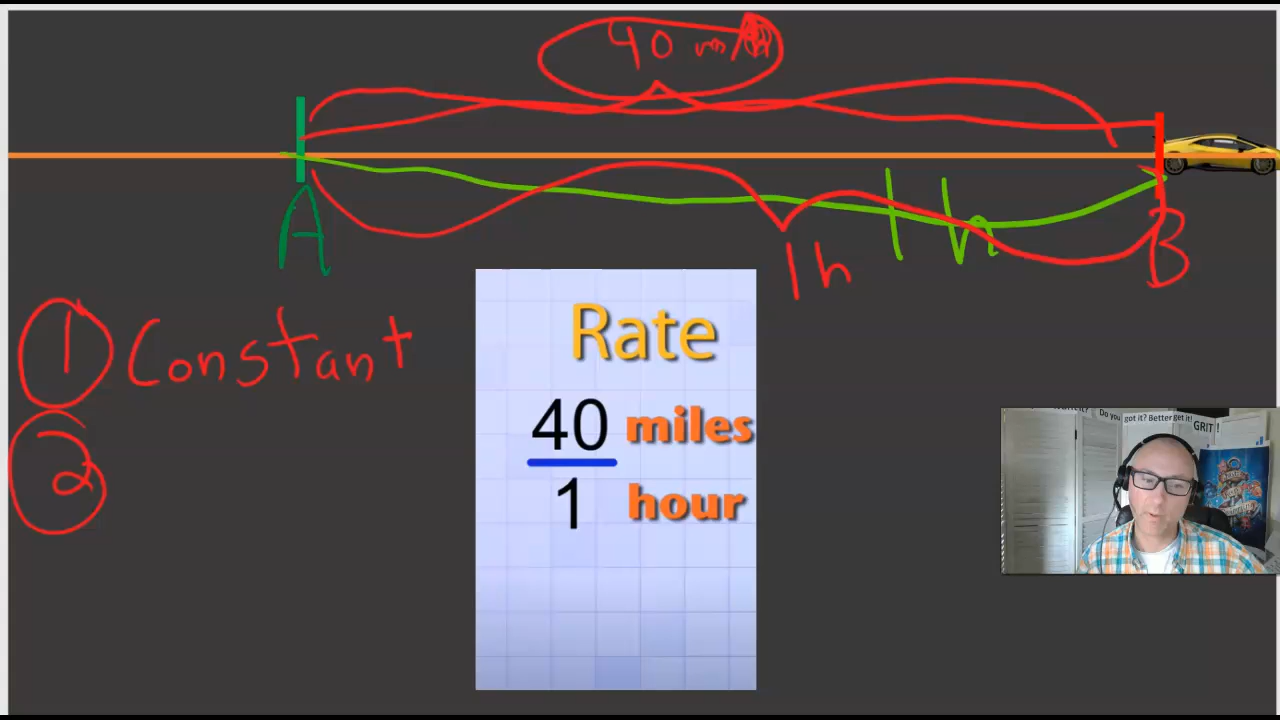 40 m/
1h
A
1h
B
① Constant
②
Rate
40 miles
1 hour
Do you got it? Better get it!
GRIT!